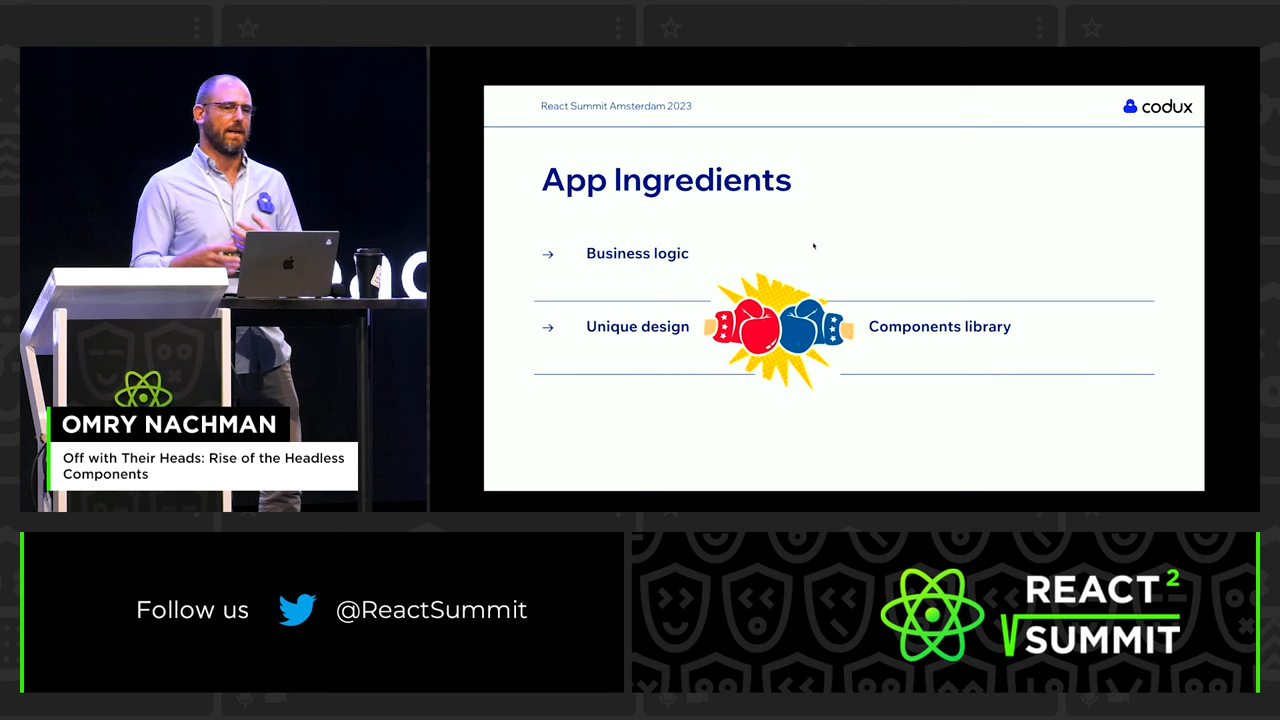 React Summit Amsterdam 2023
codux
App Ingredients
→ Business logic
→ Unique design
Components library
OMRY NACHMAN
Off with Their Heads: Rise of the Headless
Components
Follow us
@ReactSummit
REACT 2
SUMMIT